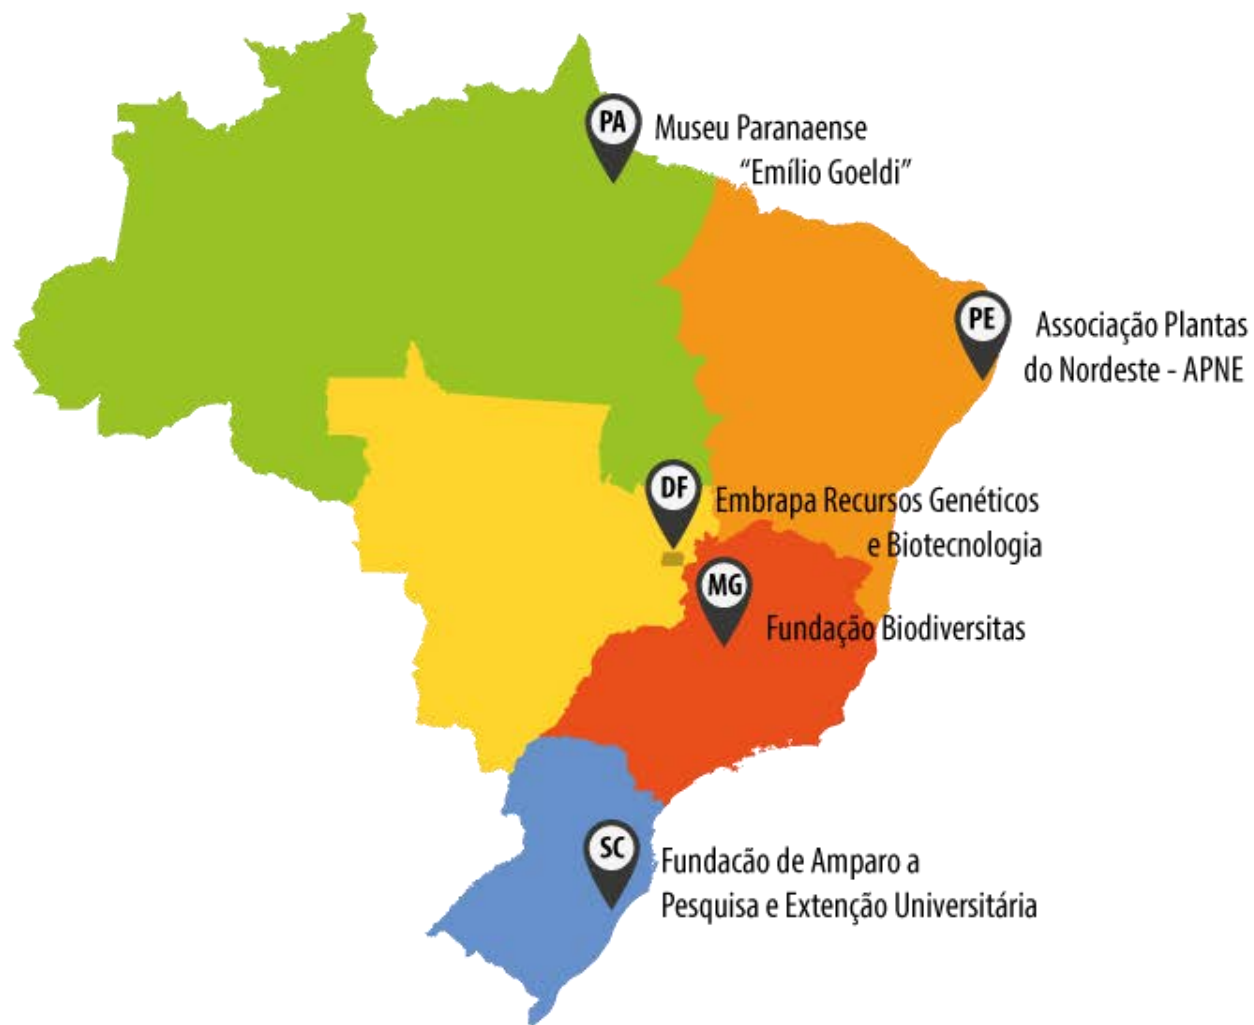 PA
Museu Paranaense
“Emílio Goeldi”
PE
Associação Plantas
do Nordeste - APNE
DF
Embrapa Recursos Genéticos
e Biotecnologia
MG
Fundação Biodiversitas
SC
Fundacão de Amparo a
Pesquisa e Extenção Universitária